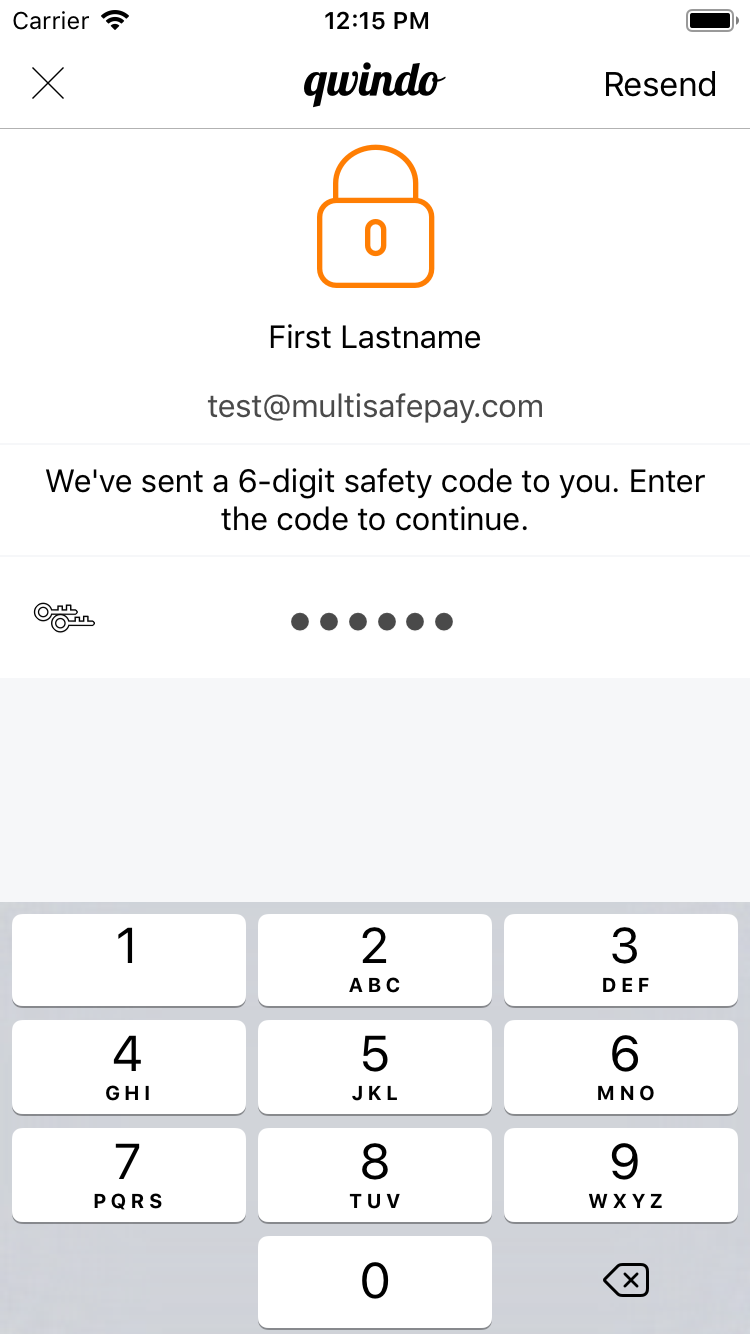 Carrier 12:15 PM
qwindo Resend
First Lastname
test@multisafepay.com
We've sent a 6-digit safety code to you. Enter
the code to continue.
1 2 3
ABC DEF
4 5 6
GHI JKL MNO
7 8 9
PQRS TUV WXYZ
0